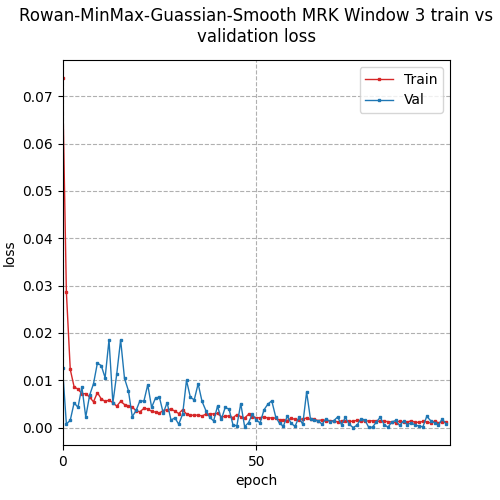 Rowan-MinMax-Guassian-Smooth MRK Window 3 train vs
validation loss
Train
Val
0.07
0.06
0.05
0.04
0.03
0.02
0.01
0.00
loss
0
50
epoch